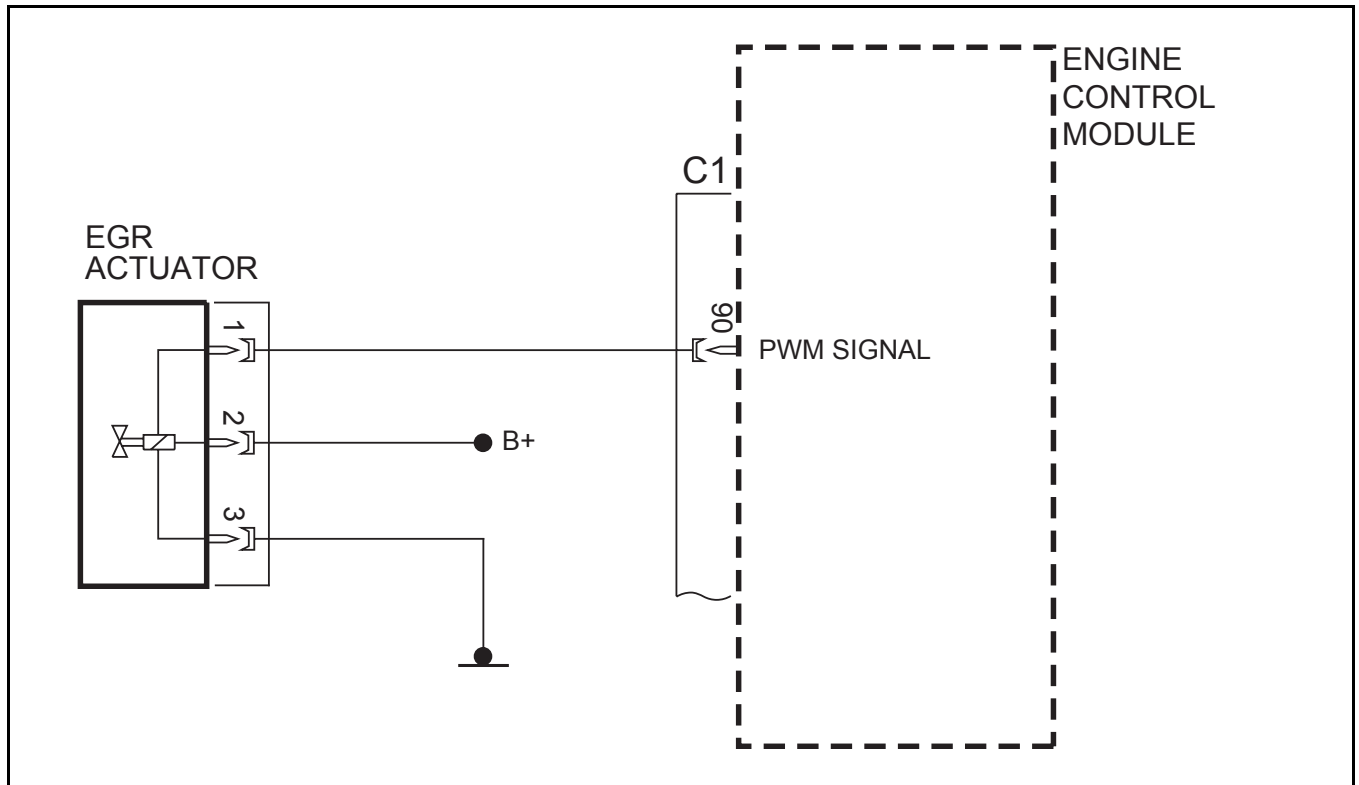 ENGINE
CONTROL
MODULE
C1
EGR
ACTUATOR
1
90
PWM SIGNAL
2
B+
3